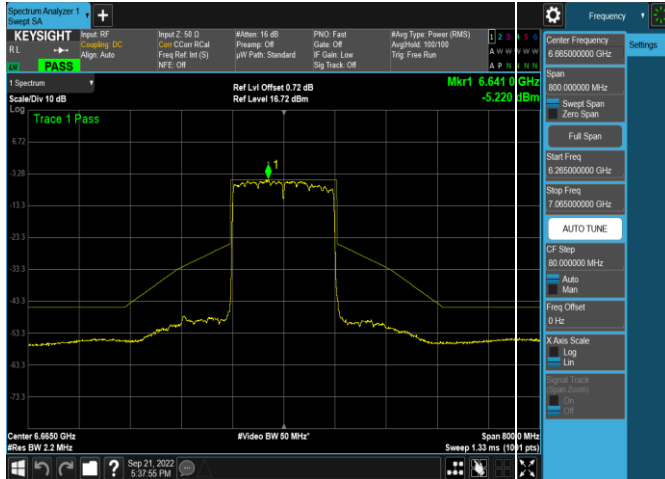 Spectrum Analyzer 1
Swept SA
Frequency
KEYSIGHT
RL
PASS
Input: RF
Coupling: DC
Align: Auto
Input Z: 50 Ω
Corr CCorr RCal
Freq Ref: Int (S)
NFE: Off
#Atten: 16 dB
Preamp: Off
µW Path: Standard
PNO: Fast
Gate: Off
IF Gain: Low
Sig Track: Off
#Avg Type: Power (RMS)
Avg|Hold: 100/100
Trig: Free Run
1 2 3
A W W
A P N
1 Spectrum
Scale/Div 10 dB
Log
Ref Lvl Offset 0.72 dB
Ref Level 16.72 dBm
Mkr1 6.641 0 GHz
-5.220 dBm
Trace 1 Pass
1
6.72
-3.28
-13.3
-23.3
-33.3
-43.3
-53.3
-63.3
-73.3
Center 6.6650 GHz
#Res BW 2.2 MHz
#Video BW 50 MHz*
Span 800.0 MHz
Sweep 1.33 ms (1001 pts)
Sep 21, 2022
5:37:55 PM
Center Frequency
6.665000000 GHz
Settings
Span
800.000000 MHz
Swept Span
Zero Span
Full Span
Start Freq
6.265000000 GHz
Stop Freq
7.065000000 GHz
AUTO TUNE
CF Step
80.000000 MHz
Auto
Man
Freq Offset
0 Hz
X Axis Scale
Log
Lin
Signal Track
(Span Zoom)
On
Off